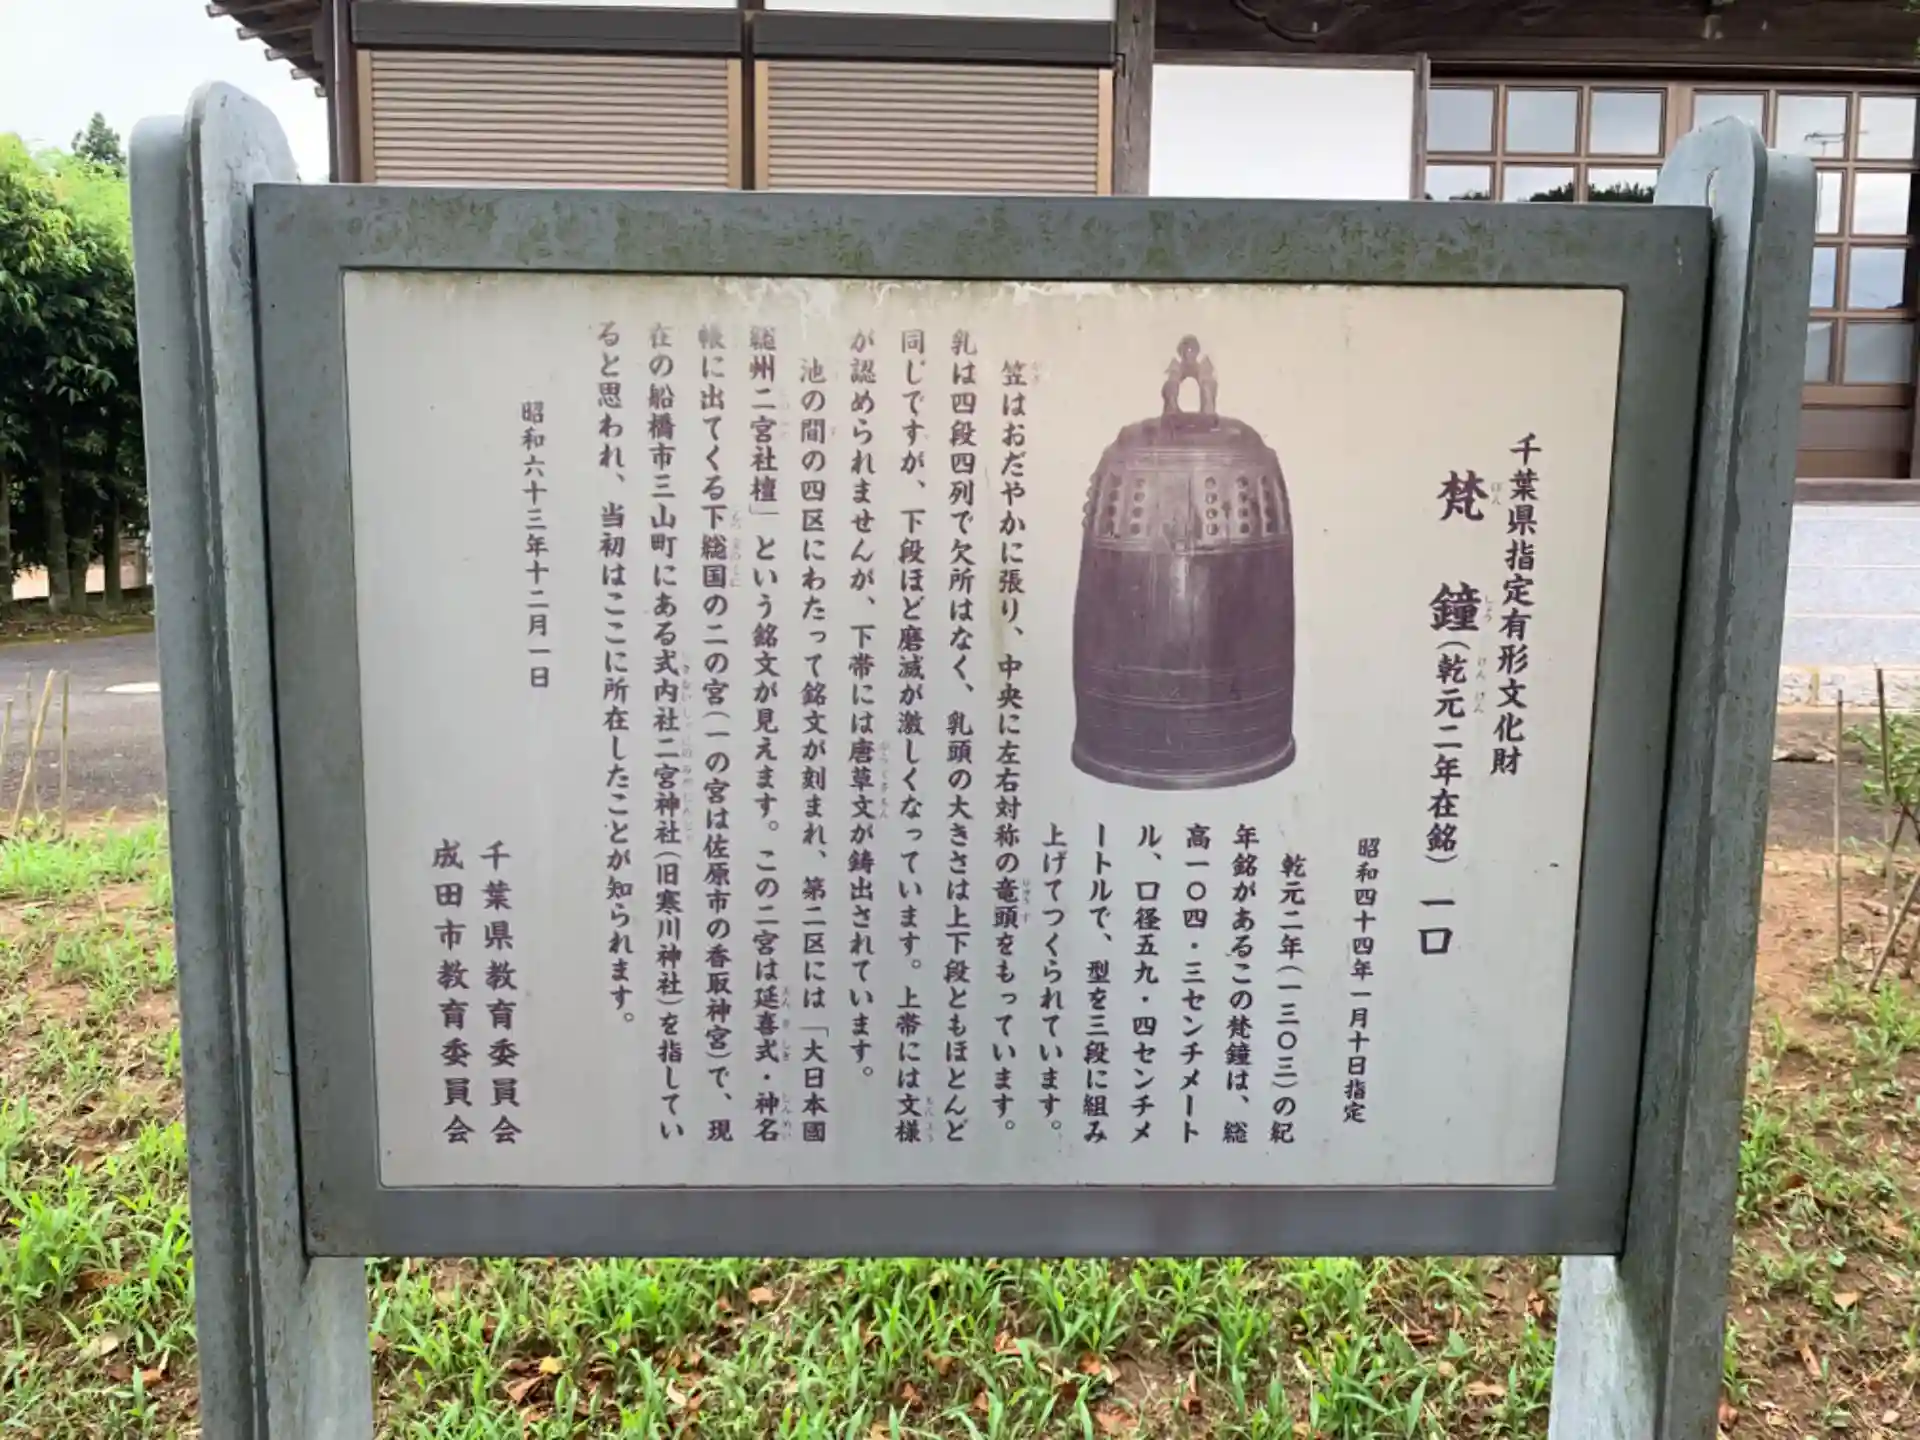 千葉県指定有形文化財
梵鐘(乾元二年在銘) 一口
ぼん しょう けん げん
昭和四十四年一月十日指定
乾元二年(一三〇三)の紀
年銘があるこの梵鐘は、総
高一〇四・三センチメート
ル、口径五九・四センチメ
ートルで、型を三段に組み
上げてつくられています。
笠はおだやかに張り、中央に左右対称の竜頭をもっています。
乳は四段四列で欠所はなく、乳頭の大きさは上下段ともほとんど
同じですが、下段ほど磨滅が激しくなっています。上帯には文様
が認められませんが、下帯には唐草文が鋳出されています。
池の間の四区にわたって銘文が刻まれ、第二区には「大日本國
総州二宮社檀」という銘文が見えます。この二宮は延喜式・神名
帳に出てくる下総国の二の宮(一の宮は佐原市の香取神宮)で、現
在の船橋市三山町にある式内社二宮神社(旧寒川神社)を指してい
ると思われ、当初はここに所在したことが知られます。
昭和六十三年十二月一日
千葉県教育委員会
成田市教育委員会